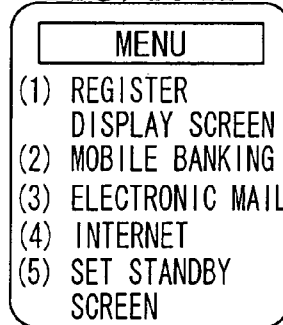 MENU
(1) REGISTER
DISPLAY SCREEN
(2) MOBILE BANKING
(3) ELECTRONIC MAIL
(4) INTERNET
(5) SET STANDBY
SCREEN